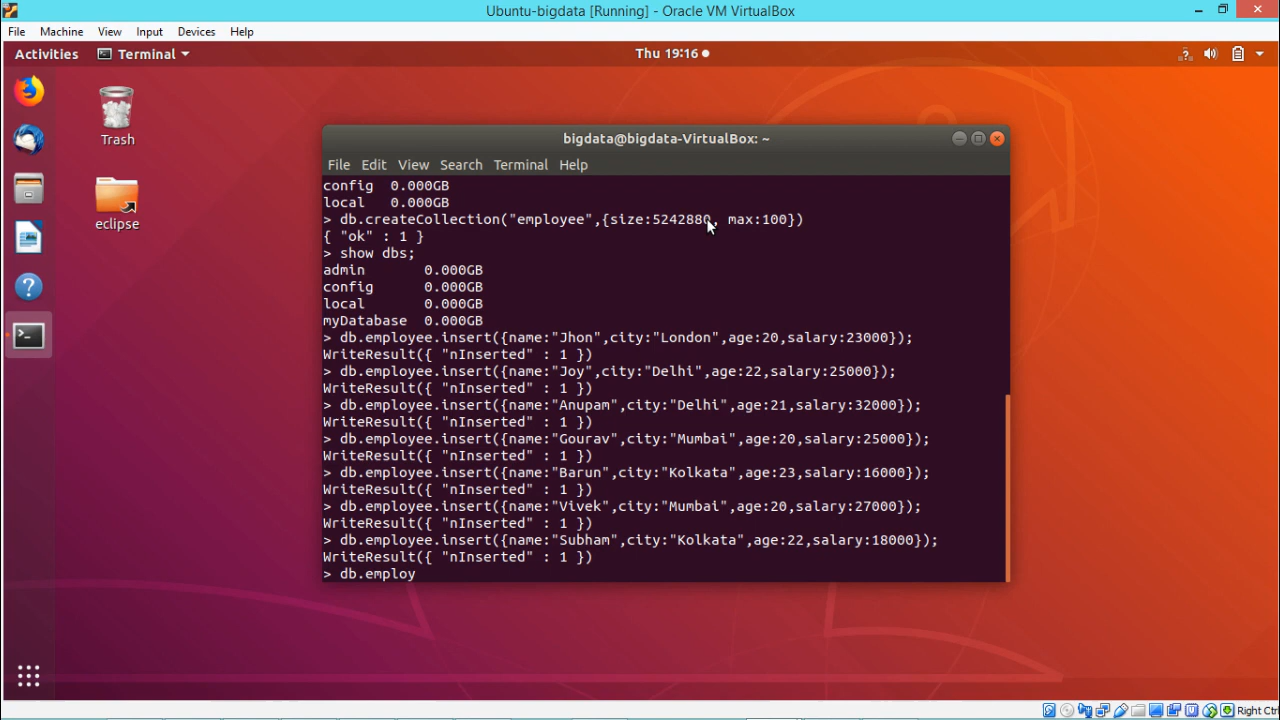 Ubuntu-bigdata [Running] - Oracle VM VirtualBox
File Machine View Input Devices Help
Activities Terminal Thu 19:16
Trash
eclipse
bigdata@bigdata-VirtualBox: ~
File Edit View Search Terminal Help
config  0.000GB
local   0.000GB
> db.createCollection("employee",{size:5242880, max:100})
{ "ok" : 1 }
> show dbs;
admin       0.000GB
config      0.000GB
local       0.000GB
myDatabase  0.000GB
> db.employee.insert({name:"Jhon",city:"London",age:20,salary:23000});
WriteResult({ "nInserted" : 1 })
> db.employee.insert({name:"Joy",city:"Delhi",age:22,salary:25000});
WriteResult({ "nInserted" : 1 })
> db.employee.insert({name:"Anupam",city:"Delhi",age:21,salary:32000});
WriteResult({ "nInserted" : 1 })
> db.employee.insert({name:"Gourav",city:"Mumbai",age:20,salary:25000});
WriteResult({ "nInserted" : 1 })
> db.employee.insert({name:"Barun",city:"Kolkata",age:23,salary:16000});
WriteResult({ "nInserted" : 1 })
> db.employee.insert({name:"Vivek",city:"Mumbai",age:20,salary:27000});
WriteResult({ "nInserted" : 1 })
> db.employee.insert({name:"Subham",city:"Kolkata",age:22,salary:18000});
WriteResult({ "nInserted" : 1 })
> db.employ
Right Ctrl